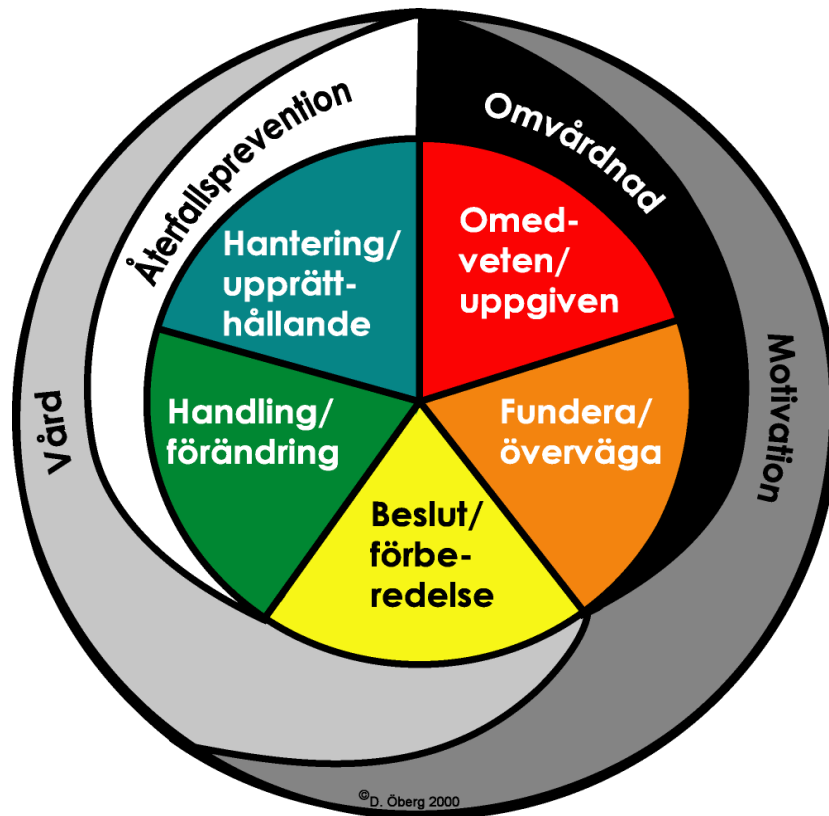 Återfallsprevention
Omvårdnad
Hantering/
upprätt-
hållande
Omed-
veten/
uppgiven
Vård
Motivation
Handling/
förändring
Fundera/
överväga
Beslut/
förbe-
redelse
©D. Öberg 2000